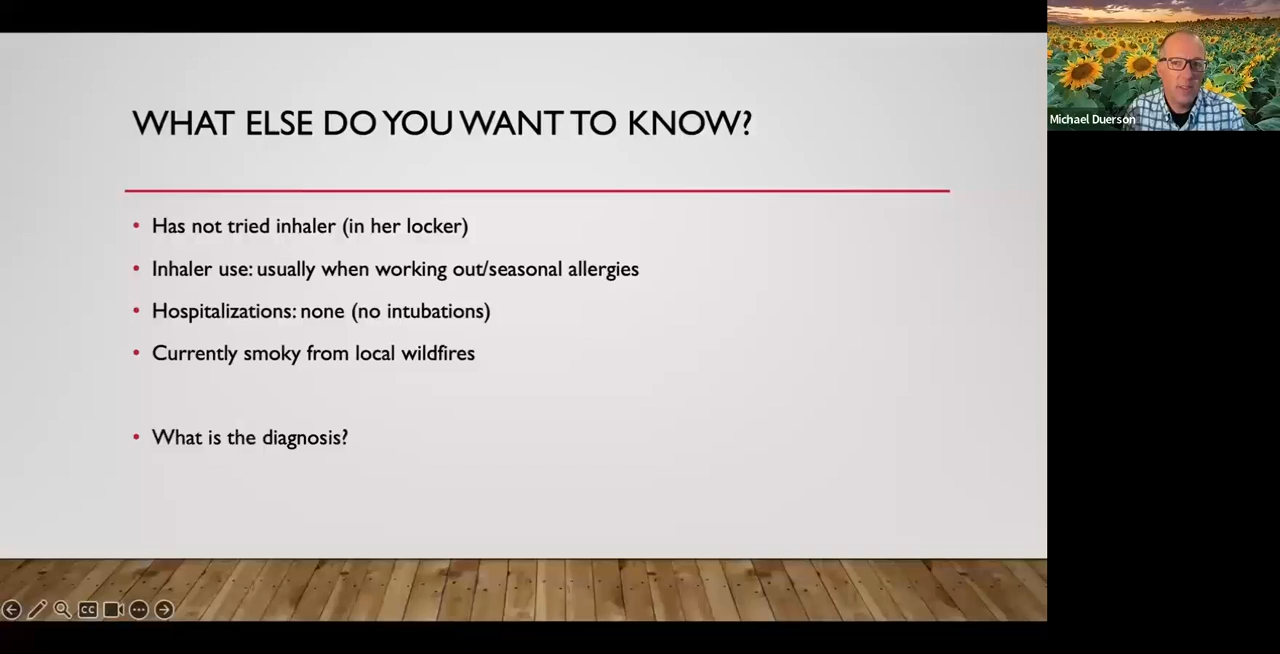 WHAT ELSE DO YOU WANT TO KNOW?
• Has not tried inhaler (in her locker)
• Inhaler use: usually when working out/seasonal allergies
• Hospitalizations: none (no intubations)
• Currently smoky from local wildfires
• What is the diagnosis?
Michael Duerson
CC